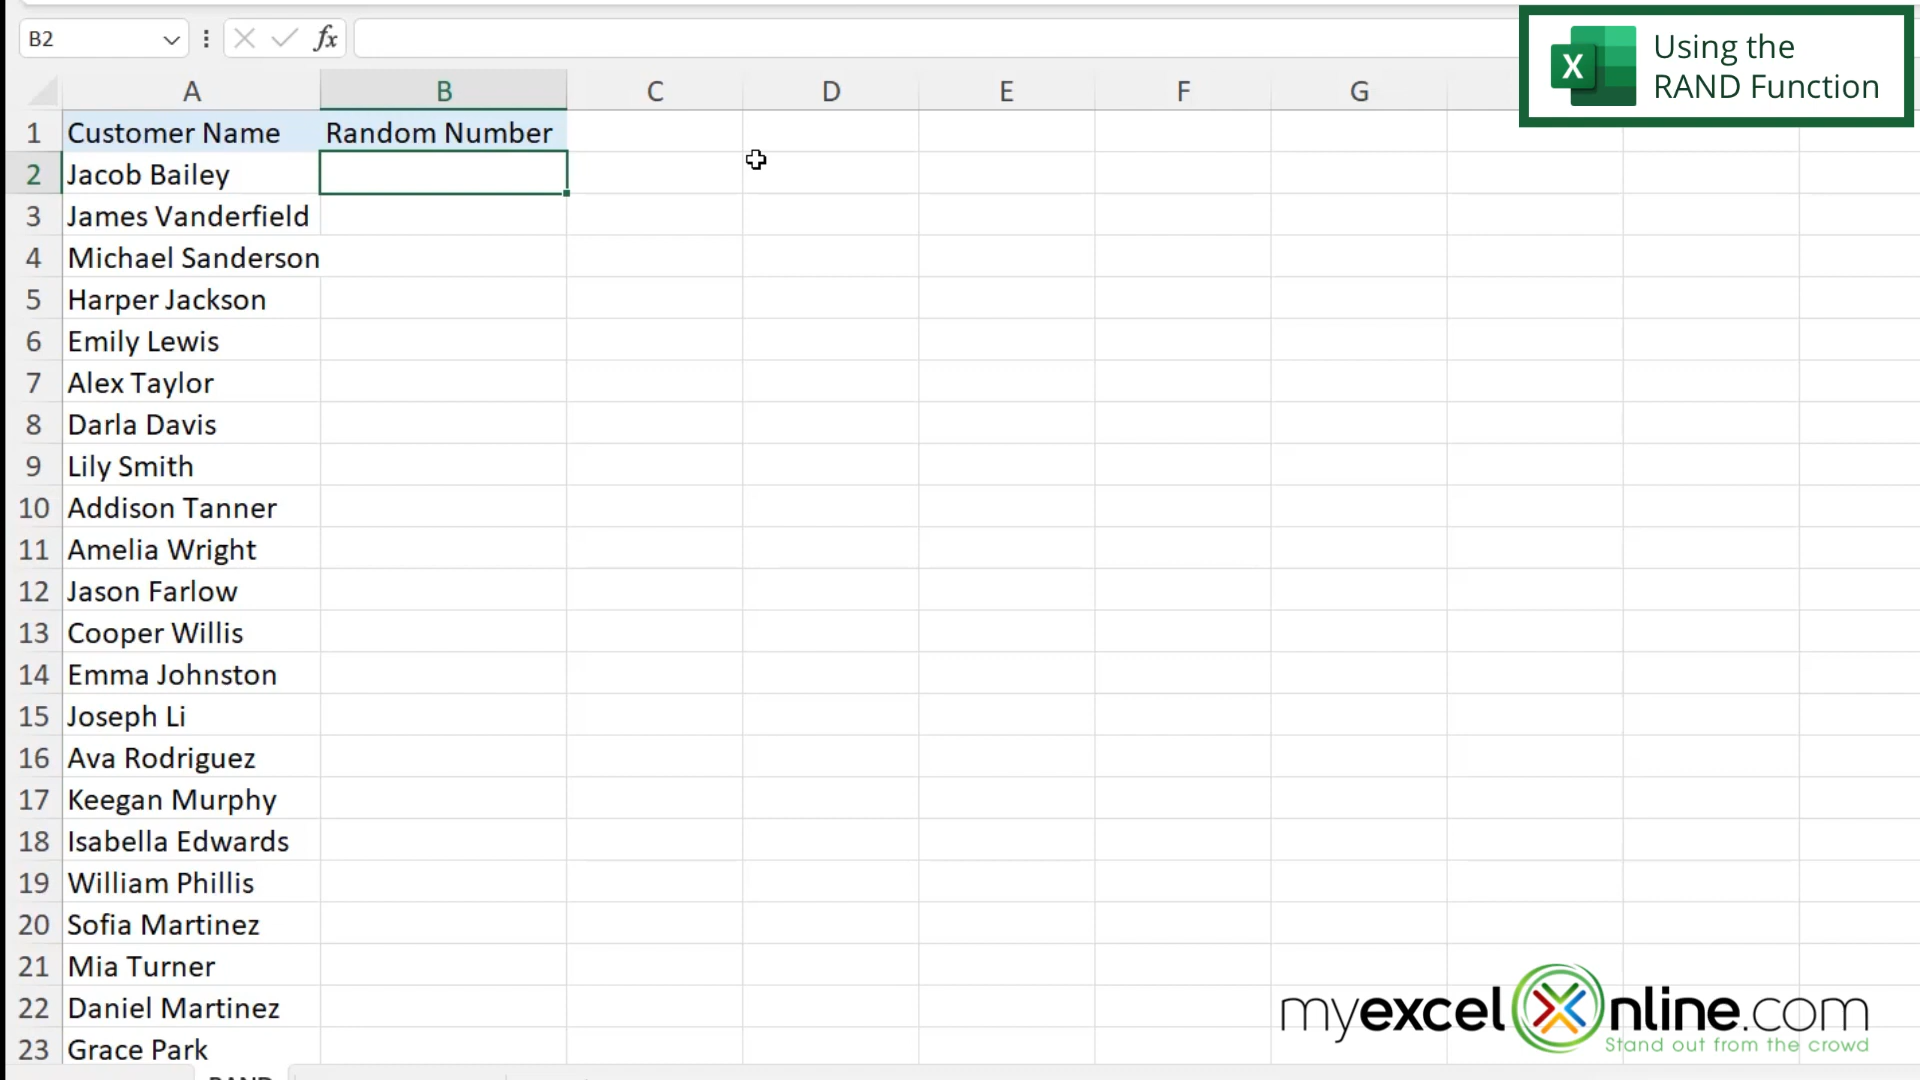 B2
fx
Using the
RAND Function
X
A B C D E F G
1 Customer Name Random Number
2 Jacob Bailey
3 James Vanderfield
4 Michael Sanderson
5 Harper Jackson
6 Emily Lewis
7 Alex Taylor
8 Darla Davis
9 Lily Smith
10 Addison Tanner
11 Amelia Wright
12 Jason Farlow
13 Cooper Willis
14 Emma Johnston
15 Joseph Li
16 Ava Rodriguez
17 Keegan Murphy
18 Isabella Edwards
19 William Phillis
20 Sofia Martinez
21 Mia Turner
22 Daniel Martinez
23 Grace Park
myexcelonline.com
Stand out from the crowd
RAND